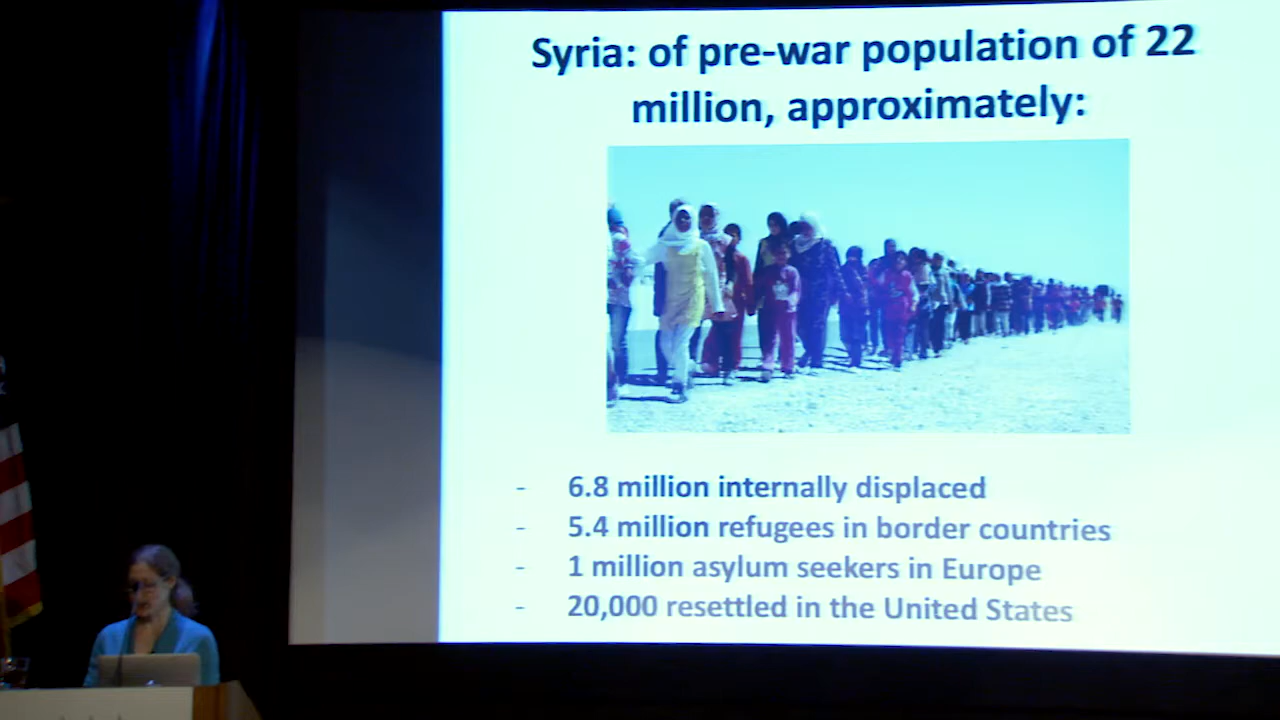 Syria: of pre-war population of 22
million, approximately:
- 6.8 million internally displaced
- 5.4 million refugees in border countries
- 1 million asylum seekers in Europe
- 20,000 resettled in the United States